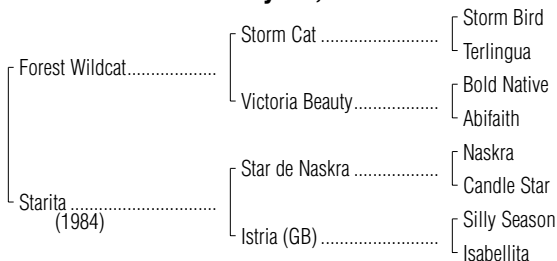 Storm Bird
Storm Cat ........................
Terlingua
Forest Wildcat...................
Bold Native
Victoria Beauty..................
Abifaith
Naskra
Star de Naskra .................
Candle Star
Starita ...............................
(1984)
Silly Season
Istria (GB) ........................
Isabellita